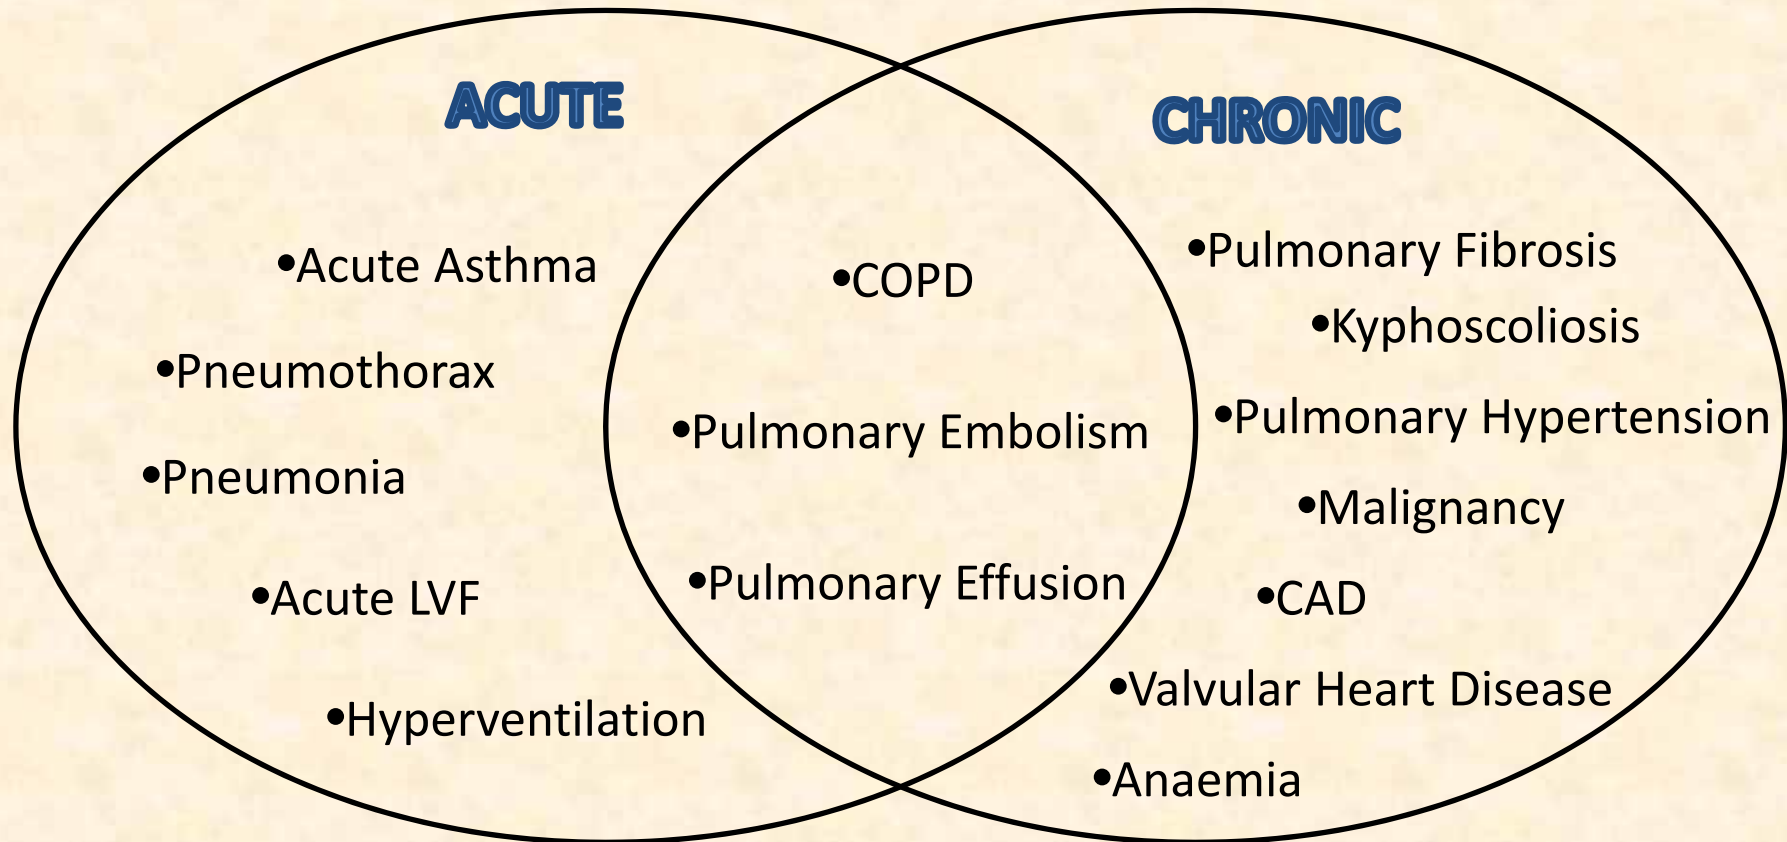 ACUTE
•Acute Asthma
•Pneumothorax
•Pneumonia
•Acute LVF
•Hyperventilation
•COPD
•Pulmonary Embolism
•Pulmonary Effusion
CHRONIC
•Pulmonary Fibrosis
•Kyphoscoliosis
•Pulmonary Hypertension
•Malignancy
•CAD
•Valvular Heart Disease
•Anaemia